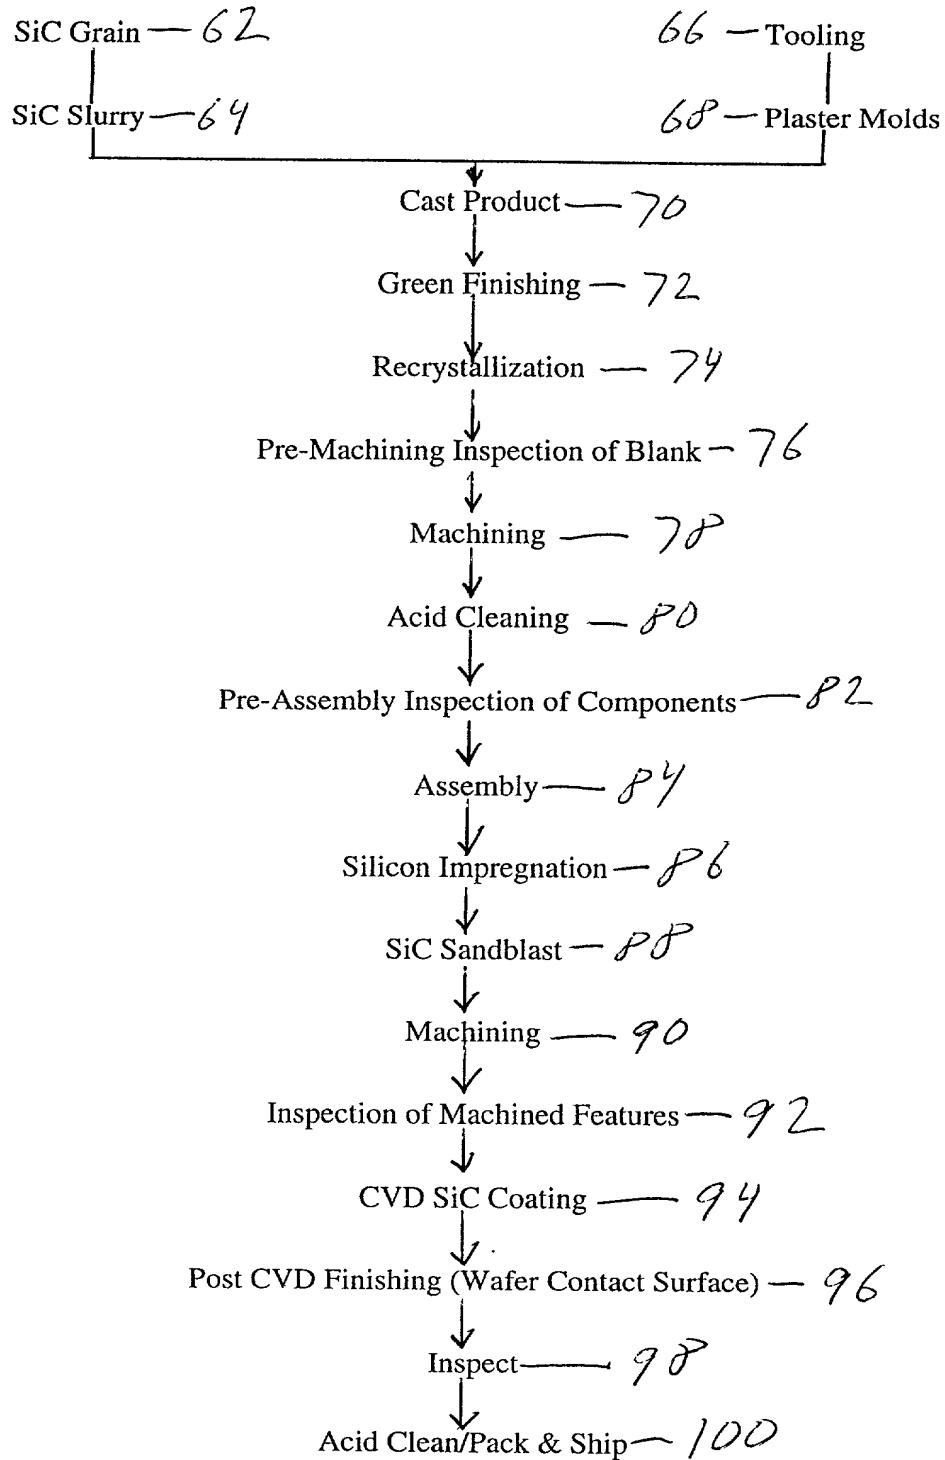 SiC Grain — 62
66 — Tooling
SiC Slurry — 64
68 — Plaster Molds
Cast Product — 70
Green Finishing — 72
Recrystallization — 74
Pre-Machining Inspection of Blank — 76
Machining — 78
Acid Cleaning — 80
Pre-Assembly Inspection of Components — 82
Assembly — 84
Silicon Impregnation — 86
SiC Sandblast — 88
Machining — 90
Inspection of Machined Features — 92
CVD SiC Coating — 94
Post CVD Finishing (Wafer Contact Surface) — 96
Inspect — 98
Acid Clean/Pack & Ship — 100